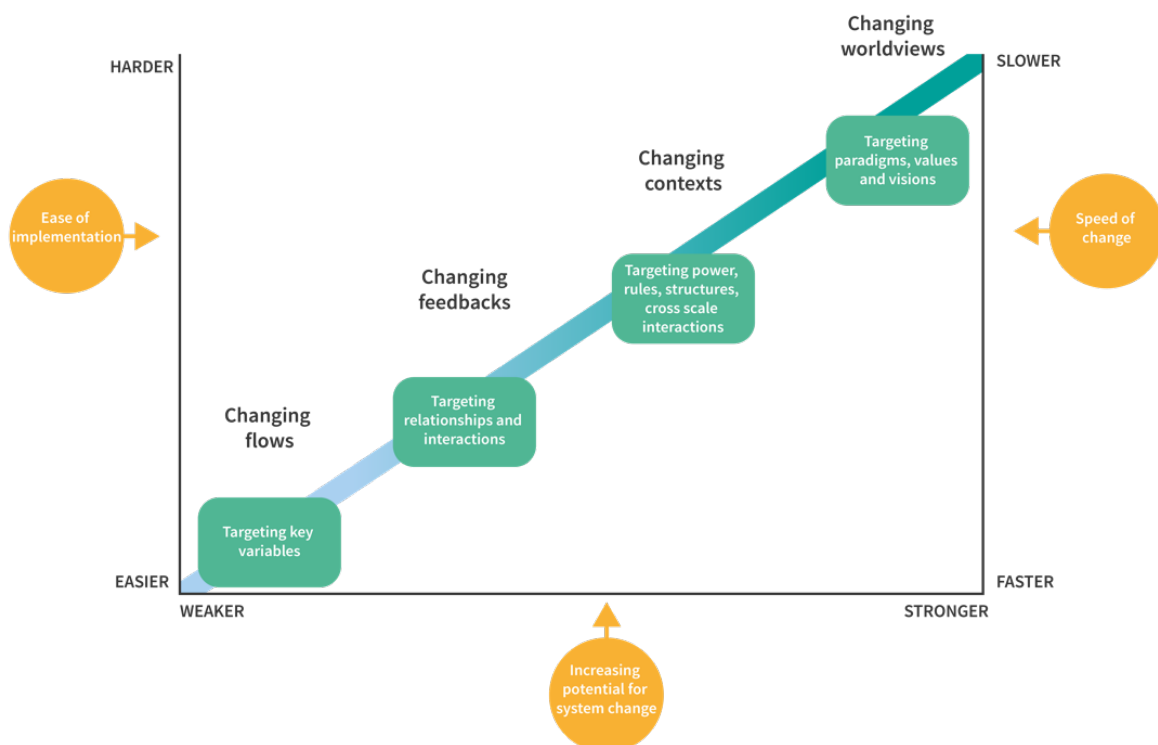 Changing
worldviews
HARDER
SLOWER
Targeting
paradigms, values
and visions
Changing
contexts
Ease of
implementation
Speed of
change
Targeting power,
rules, structures,
cross scale
interactions
Changing
feedbacks
Targeting
relationships and
interactions
Changing
flows
Targeting key
variables
EASIER
FASTER
WEAKER
STRONGER
Increasing
potential for
system change